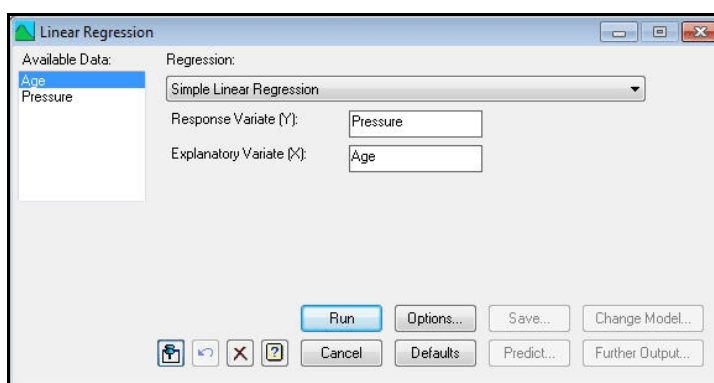 Linear Regression
Available Data:
Regression:
Age
Pressure
Simple Linear Regression
Response Variate (Y):
Pressure
Explanatory Variate (X):
Age
Run
Options...
Save...
Change Model...
?
Cancel
Defaults
Predict...
Further Output...